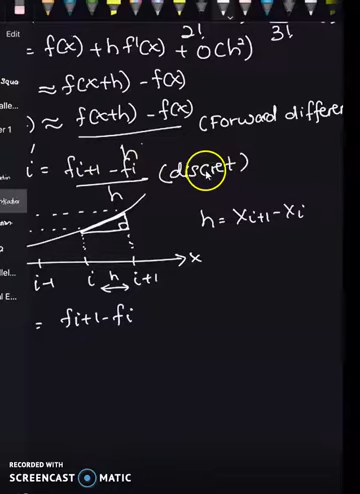 Edit 2! 3!
= f(x) + h f'(x) + O(h²)
≈ f(x+h) - f(x)
) ≈ f(x+h) - f(x) (Forward differen
h
i = fi+1 - fi (discret)
h
h = Xi+1 - Xi
x
i-1 i h i+1
= fi+1 - fi
RECORDED WITH
SCREENCAST MATIC